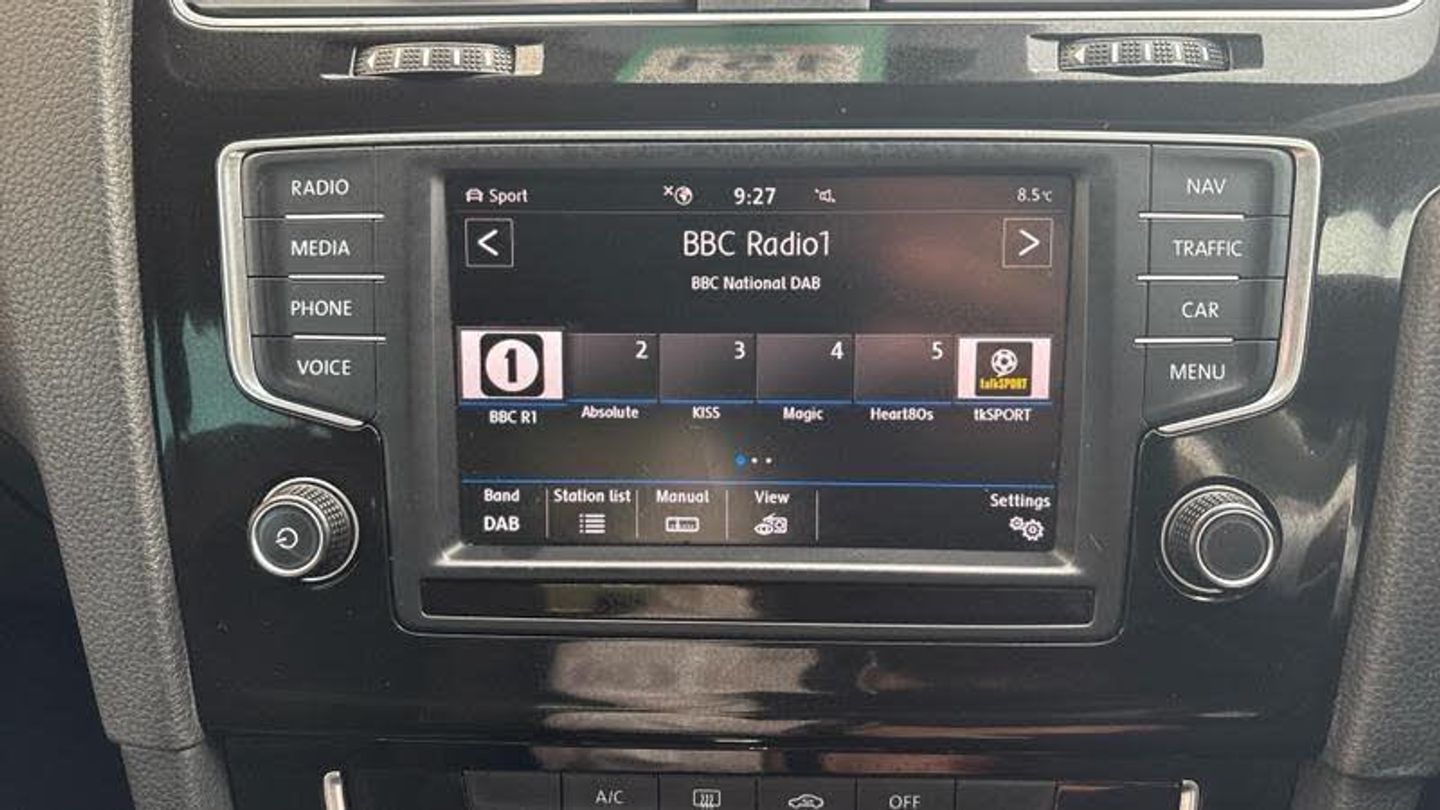 RADIO
MEDIA
PHONE
VOICE
Sport 9:27 8.5°C
< BBC Radio1 >
BBC National DAB
1 2 3 4 5 talkSPORT
BBC R1 Absolute KISS Magic Heart80s tkSPORT
Band Station list Manual View Settings
DAB
NAV
TRAFFIC
CAR
MENU
A/C OFF